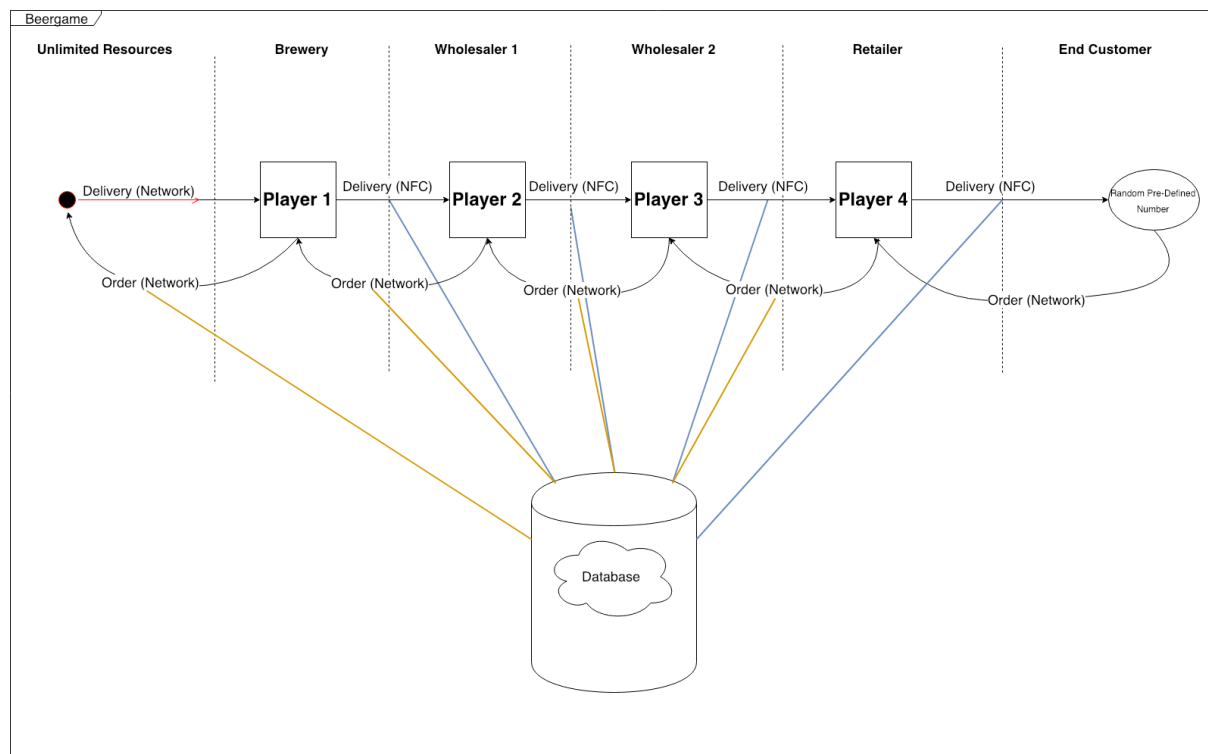 Beergame
Unlimited Resources
Brewery
Wholesaler 1
Wholesaler 2
Retailer
End Customer
Delivery (Network)
Player 1
Delivery (NFC)
Player 2
Delivery (NFC)
Player 3
Delivery (NFC)
Player 4
Delivery (NFC)
Random Pre-Defined
Number
Order (Network)
Order (Network)
Order (Network)
Order (Network)
Order (Network)
Database